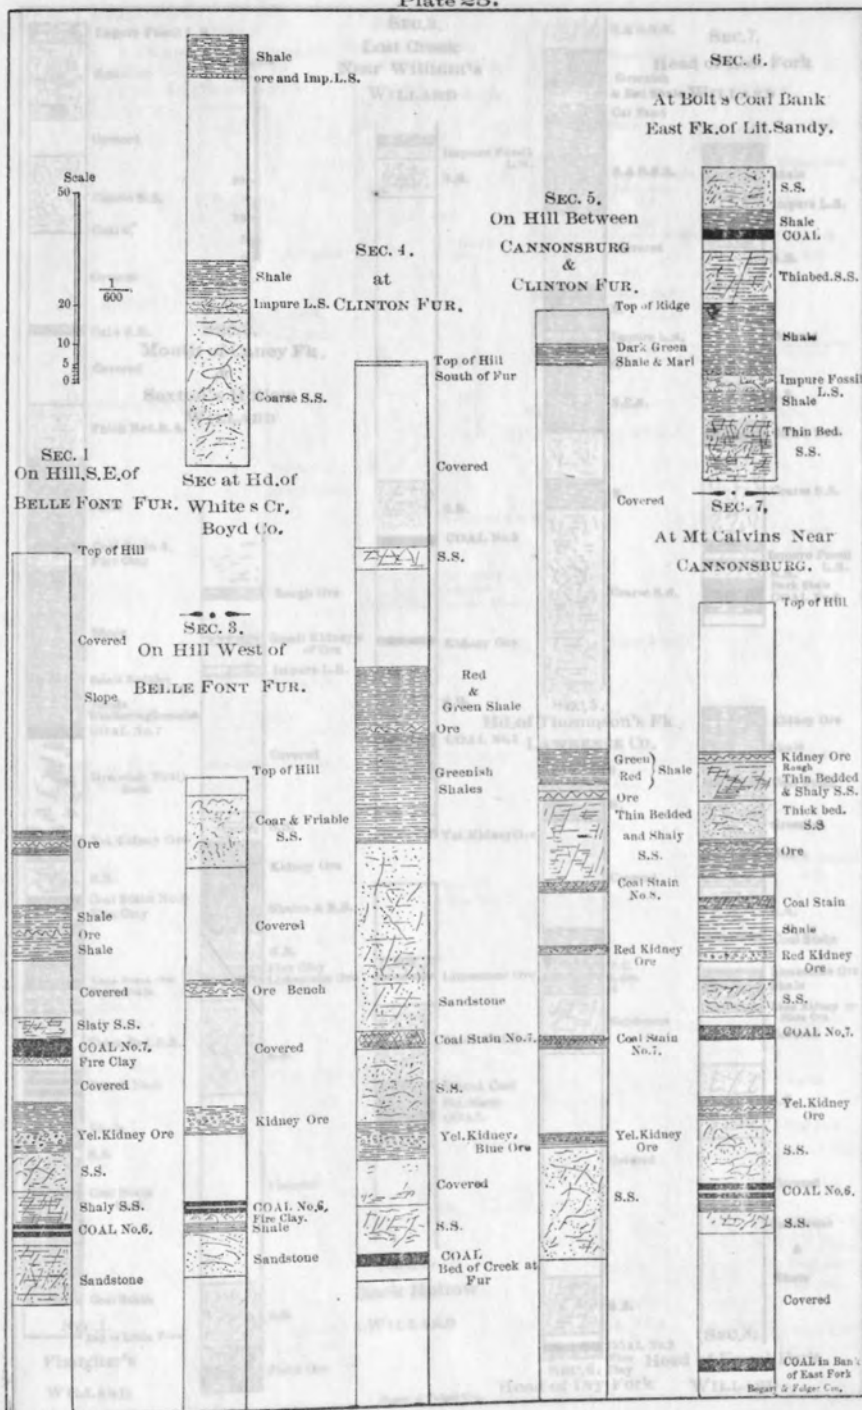 Plate 25.
Scale
50
20
10
5
0
1
600
Shale
ore and Imp. L.S.
Shale
Impure L.S.
Coarse S.S.
Sec at Hd. of
White s Cr.
Boyd Co.
SEC. 1
On Hill, S.E. of
BELLE FONT FUR.
Top of Hill
Covered
Slope
Ore
Shale
Ore
Shale
Covered
Slaty S.S.
COAL No.7.
Fire Clay
Covered
Yel. Kidney Ore
S.S.
Shaly S.S.
COAL No.6.
Sandstone
SEC. 3.
On Hill West of
BELLE FONT FUR.
Top of Hill
Coar & Friable
S.S.
Covered
Ore Bench
Covered
Kidney Ore
COAL No.6.
Fire Clay.
Shale
Sandstone
SEC. 4.
at
CLINTON FUR.
Top of Hill
South of Fur
Covered
S.S.
Red
&
Green Shale
Ore
Greenish
Shales
Sandstone
Coal Stain No.7.
S.S.
Yel. Kidney,
Blue Ore
Covered
S.S.
COAL
Bed of Creek at
Fur
SEC. 5.
On Hill Between
CANNONSBURG
&
CLINTON FUR.
Top of Ridge
Dark Green
Shale & Marl
Covered
Green
Red } Shale
Ore
Thin Bedded
and Shaly
S.S.
Coal Stain
No.8.
Red Kidney
Ore
Coal Stain
No.7.
Yel. Kidney
Ore
S.S.
SEC. 6.
At Bolt s Coal Bank
East Fk. of Lit. Sandy.
S.S.
Shale
COAL
Thinbed. S.S.
Shale
Impure Fossil
L.S.
Shale
Thin Bed.
S.S.
SEC. 7,
At Mt Calvins Near
CANNONSBURG.
Top of Hill
Kidney Ore
Rough
Thin Bedded
& Shaly S.S.
Thick bed.
S.S
Ore
Coal Stain
Shale
Red Kidney
Ore
S.S.
COAL No.7.
Yel. Kidney
Ore
S.S.
COAL No.6.
S.S.
Covered
COAL in Bank
of East Fork